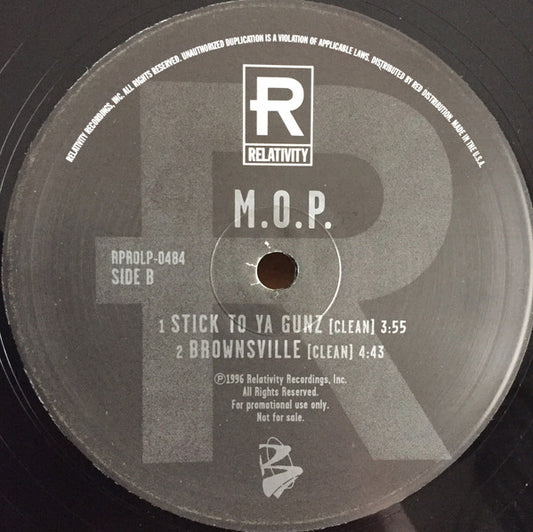 RELATIVITY RECORDINGS, INC. ALL RIGHTS RESERVED. UNAUTHORIZED DUPLICATION IS A VIOLATION OF APPLICABLE LAWS. DISTRIBUTED BY RED DISTRIBUTION. MADE IN THE U.S.A.
R
RELATIVITY
M.O.P.
RPROLP-0484
SIDE B
1 STICK TO YA GUNZ [CLEAN] 3:55
2 BROWNSVILLE [CLEAN] 4:43
℗1996 Relativity Recordings, Inc.
All Rights Reserved.
For promotional use only.
Not for sale.